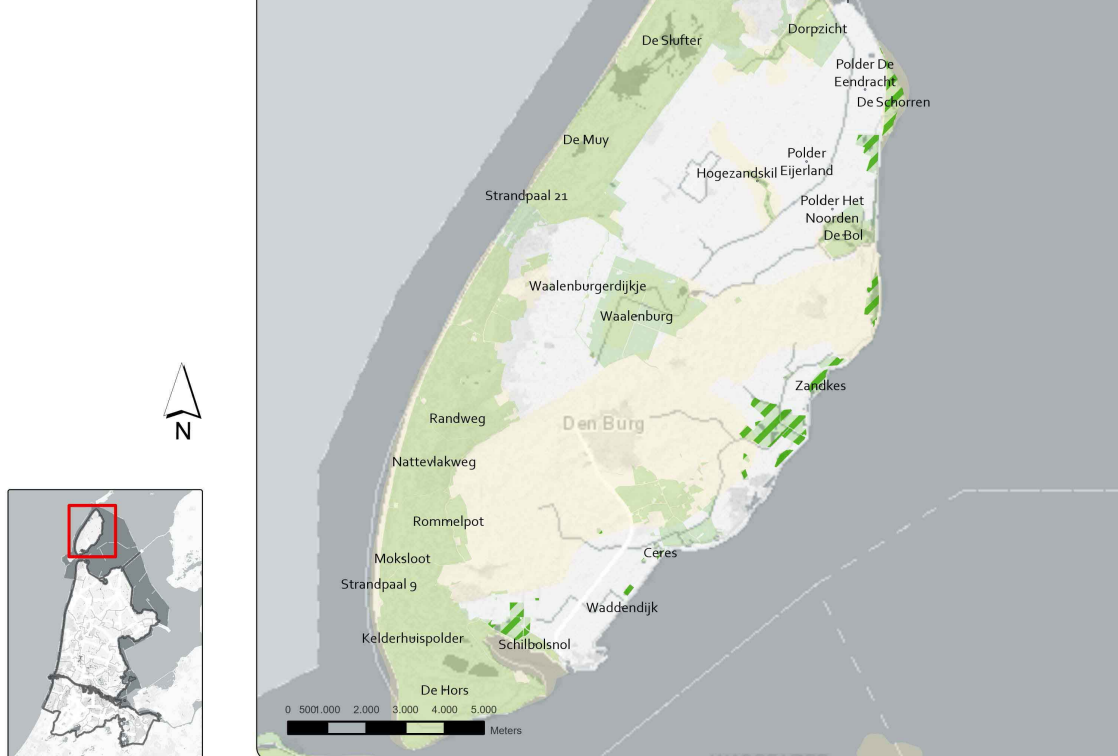 Dorpzicht
De Slufter
Polder De
Eendracht
De Schorren
De Muy
Polder
Eijerland
Hogezandskil
Strandpaal 21
Polder Het
Noorden
De Bol
Waalenburgerdijkje
Waalenburg
Zandkes
Randweg
Den Burg
Nattevlakweg
Rommelpot
Ceres
Moksloot
Strandpaal 9
Waddendijk
Kelderhuispolder
Schilbolsnol
De Hors
N
0 500 1.000 2.000 3.000 4.000 5.000
Meters